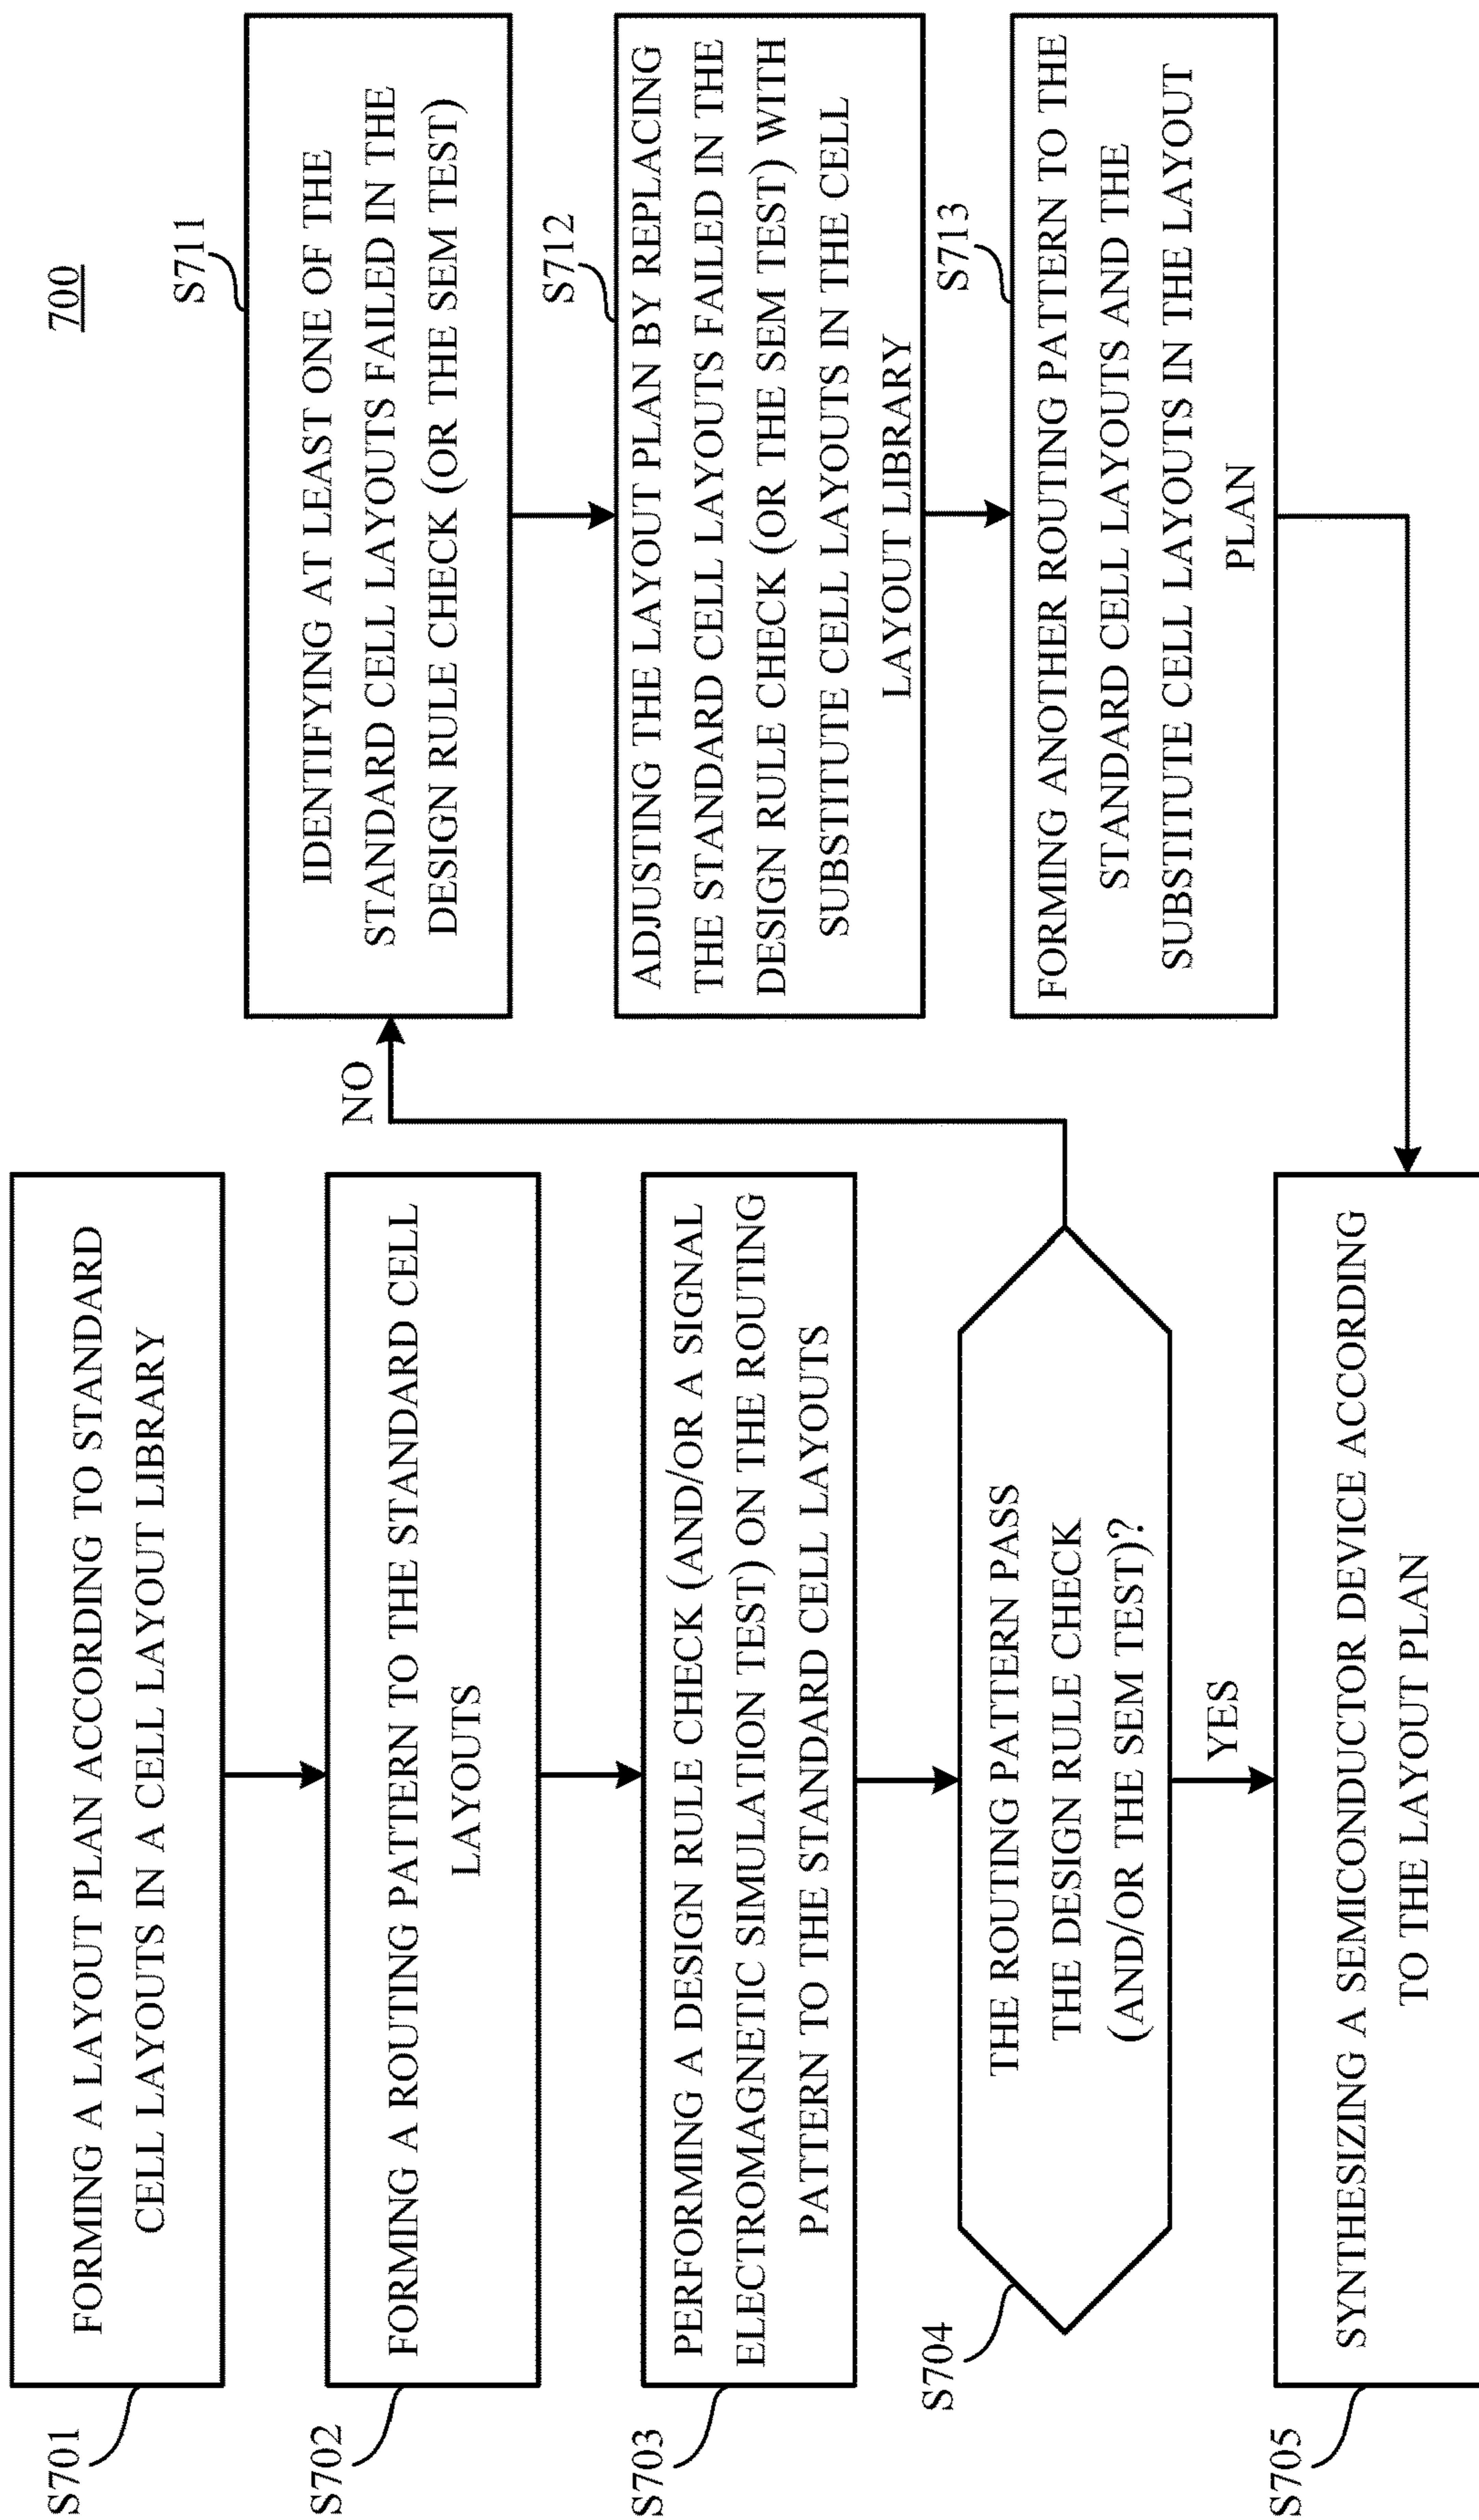 700
S701
FORMING A LAYOUT PLAN ACCORDING TO STANDARD
CELL LAYOUTS IN A CELL LAYOUT LIBRARY
S702
FORMING A ROUTING PATTERN TO THE STANDARD CELL
LAYOUTS
S703
PERFORMING A DESIGN RULE CHECK (AND/OR A SIGNAL
ELECTROMAGNETIC SIMULATION TEST) ON THE ROUTING
PATTERN TO THE STANDARD CELL LAYOUTS
S704
THE ROUTING PATTERN PASS
THE DESIGN RULE CHECK
(AND/OR THE SEM TEST)?
NO
YES
S705
SYNTHESIZING A SEMICONDUCTOR DEVICE ACCORDING
TO THE LAYOUT PLAN
S711
IDENTIFYING AT LEAST ONE OF THE
STANDARD CELL LAYOUTS FAILED IN THE
DESIGN RULE CHECK (OR THE SEM TEST)
S712
ADJUSTING THE LAYOUT PLAN BY REPLACING
THE STANDARD CELL LAYOUTS FAILED IN THE
DESIGN RULE CHECK (OR THE SEM TEST) WITH
SUBSTITUTE CELL LAYOUTS IN THE CELL
LAYOUT LIBRARY
S713
FORMING ANOTHER ROUTING PATTERN TO THE
STANDARD CELL LAYOUTS AND THE
SUBSTITUTE CELL LAYOUTS IN THE LAYOUT
PLAN